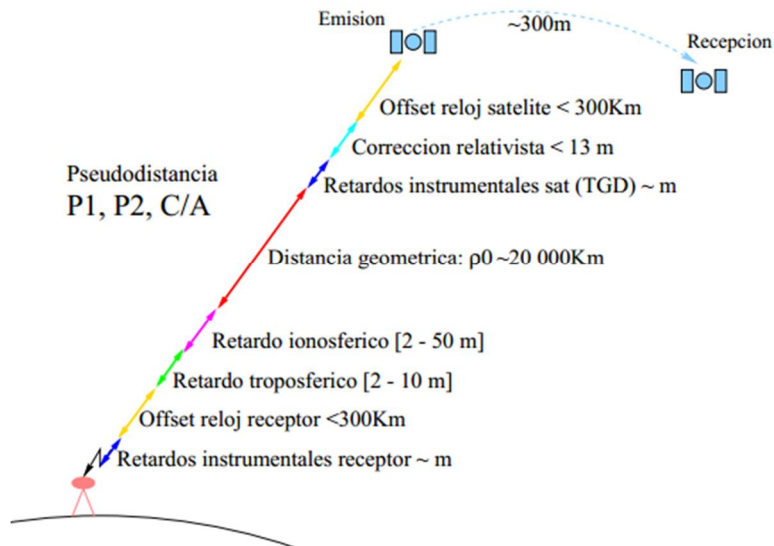 Emision
~300m
Recepcion
Offset reloj satelite < 300Km
Correccion relativista < 13 m
Pseudodistancia
P1, P2, C/A
Retardos instrumentales sat (TGD) ~ m
Distancia geometrica: ρ0 ~20 000Km
Retardo ionosferico [2 - 50 m]
Retardo troposferico [2 - 10 m]
Offset reloj receptor <300Km
Retardos instrumentales receptor ~ m